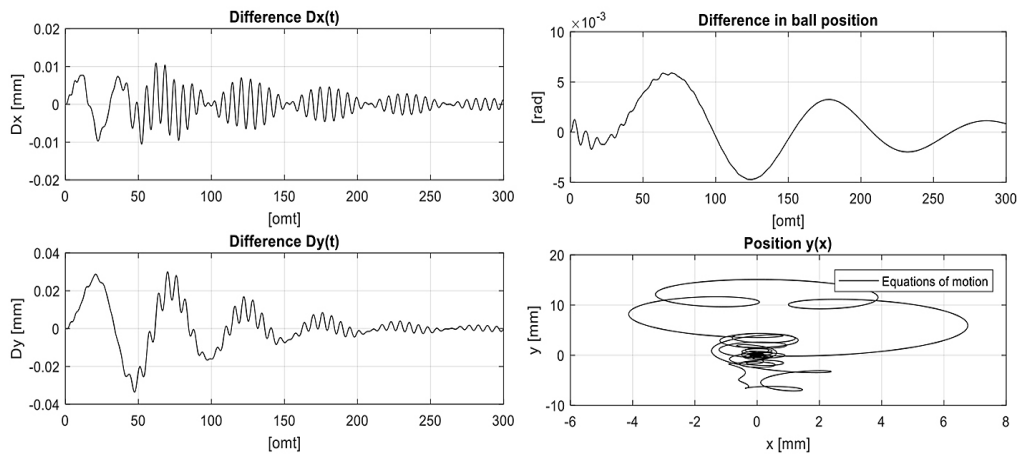 Difference Dx(t)
0.02
0.01
0
-0.01
-0.02
Dx [mm]
0 50 100 150 200 250 300
[omt]
Difference in ball position
×10-3
10
5
0
-5
[rad]
0 50 100 150 200 250 300
[omt]
Difference Dy(t)
0.04
0.02
0
-0.02
-0.04
Dy [mm]
0 50 100 150 200 250 300
[omt]
Position y(x)
20
10
0
-10
y [mm]
Equations of motion
-6 -4 -2 0 2 4 6 8
x [mm]